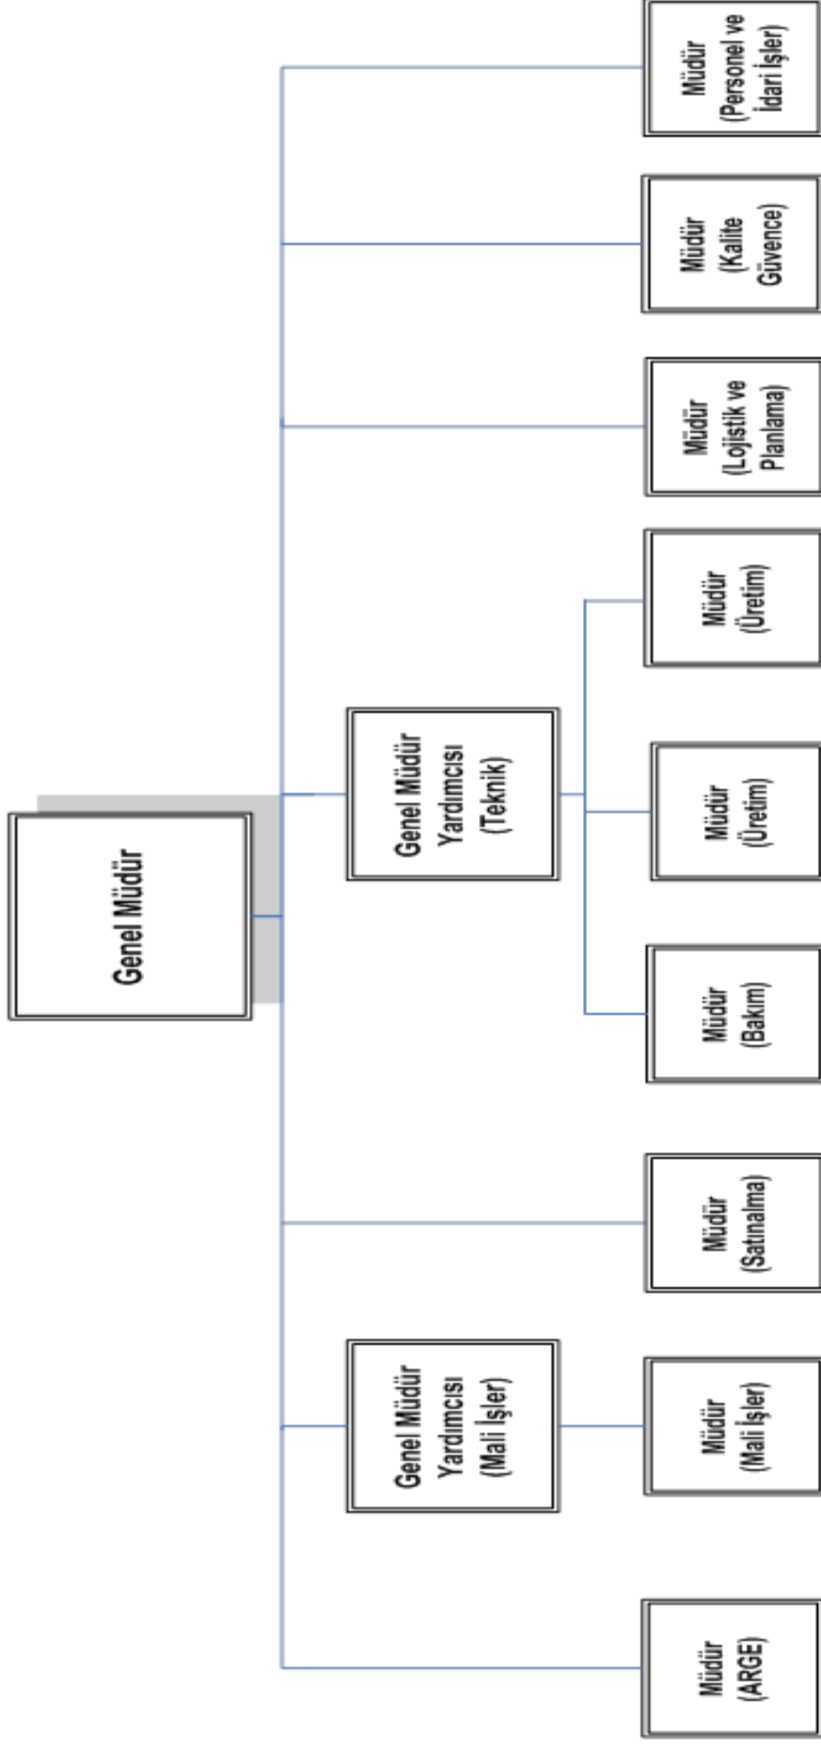 Genel Müdür
Genel Müdür
Yardımcısı
(Mali İşler)
Genel Müdür
Yardımcısı
(Teknik)
Müdür
(ARGE)
Müdür
(Mali İşler)
Müdür
(Satınalma)
Müdür
(Bakım)
Müdür
(Üretim)
Müdür
(Üretim)
Müdür
(Lojistik ve
Planlama)
Müdür
(Kalite
Güvence)
Müdür
(Personel ve
İdari İşler)